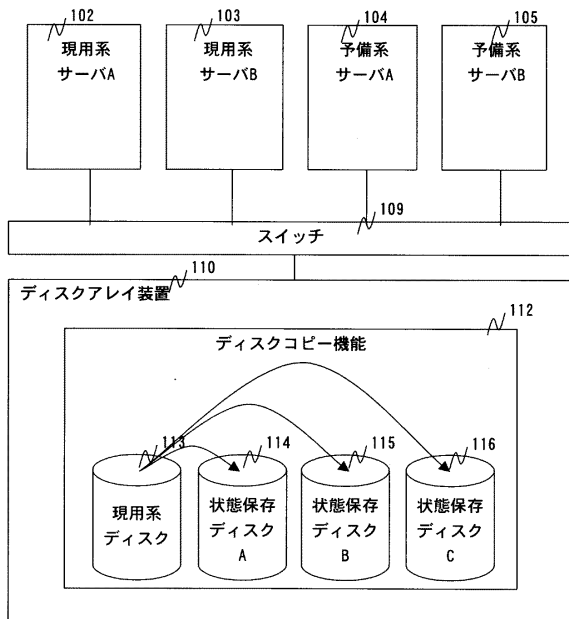 102
現用系
サーバA
103
現用系
サーバB
104
予備系
サーバA
105
予備系
サーバB
109
スイッチ
110
ディスクアレイ装置
112
ディスクコピー機能
113
現用系
ディスク
114
状態保存
ディスク
A
115
状態保存
ディスク
B
116
状態保存
ディスク
C